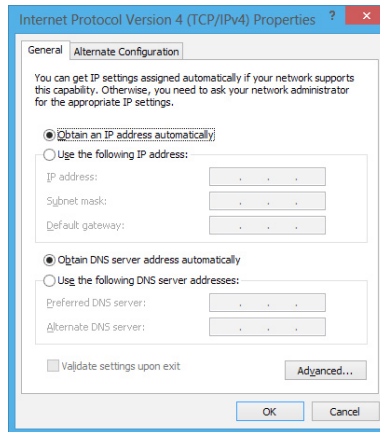 Internet Protocol Version 4 (TCP/IPv4) Properties ? ×
General Alternate Configuration
You can get IP settings assigned automatically if your network supports
this capability. Otherwise, you need to ask your network administrator
for the appropriate IP settings.
Obtain an IP address automatically
Use the following IP address:
IP address: . . .
Subnet mask: . . .
Default gateway: . . .
Obtain DNS server address automatically
Use the following DNS server addresses:
Preferred DNS server: . . .
Alternate DNS server: . . .
Validate settings upon exit
Advanced...
OK Cancel